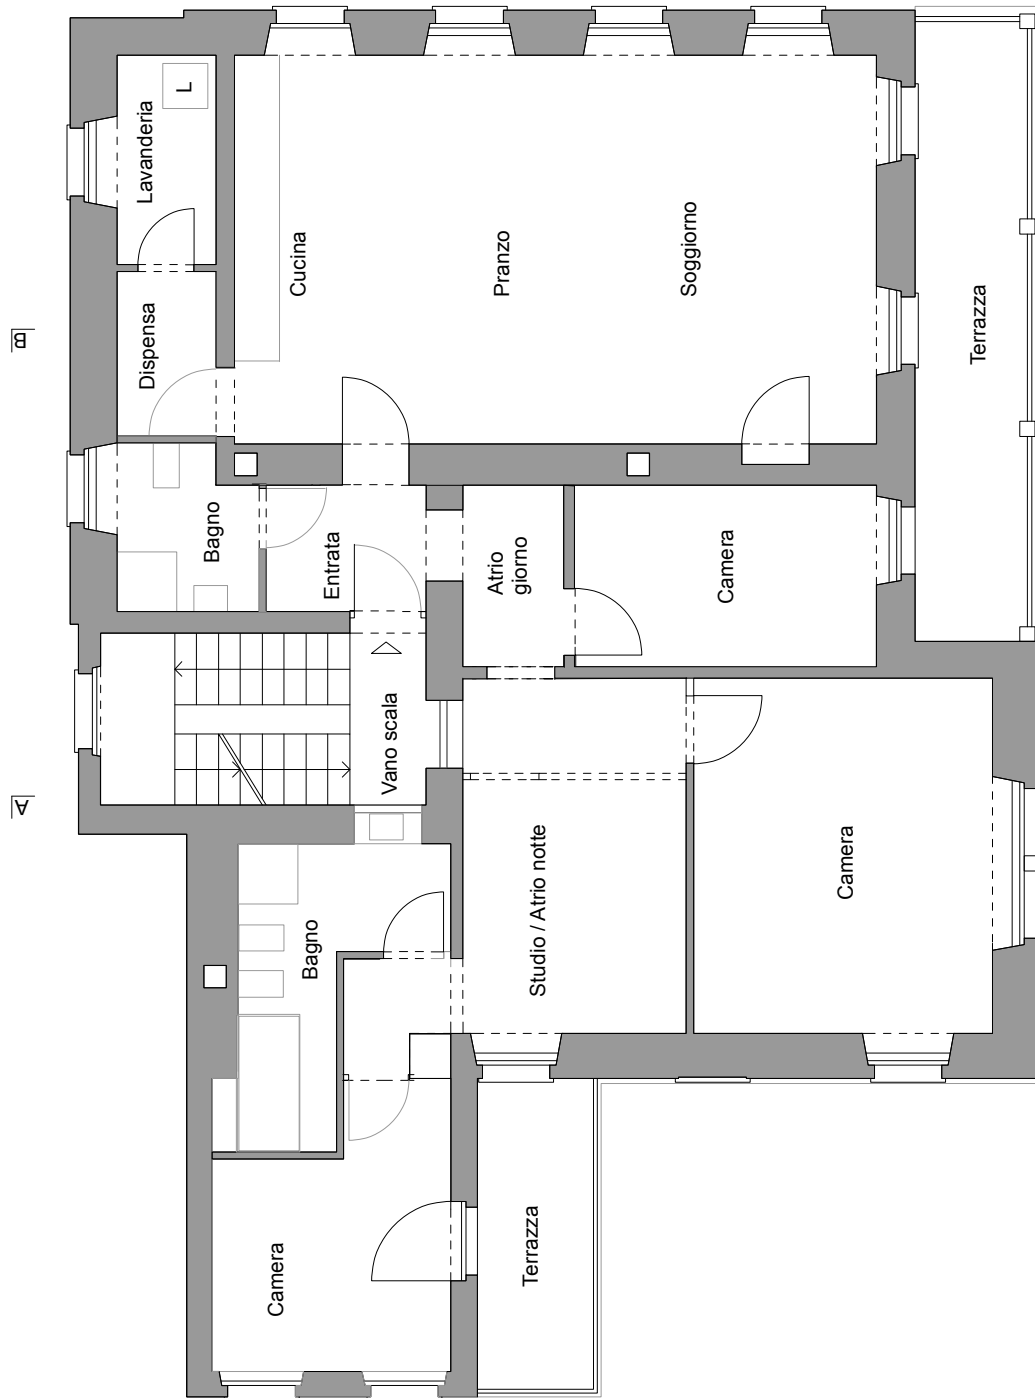 A
B
Lavanderia
L
Dispensa
Cucina
Pranzo
Soggiorno
Terrazza
Bagno
Entrata
Atrio
giorno
Camera
Vano scala
Bagno
Studio / Atrio notte
Camera
Camera
Terrazza